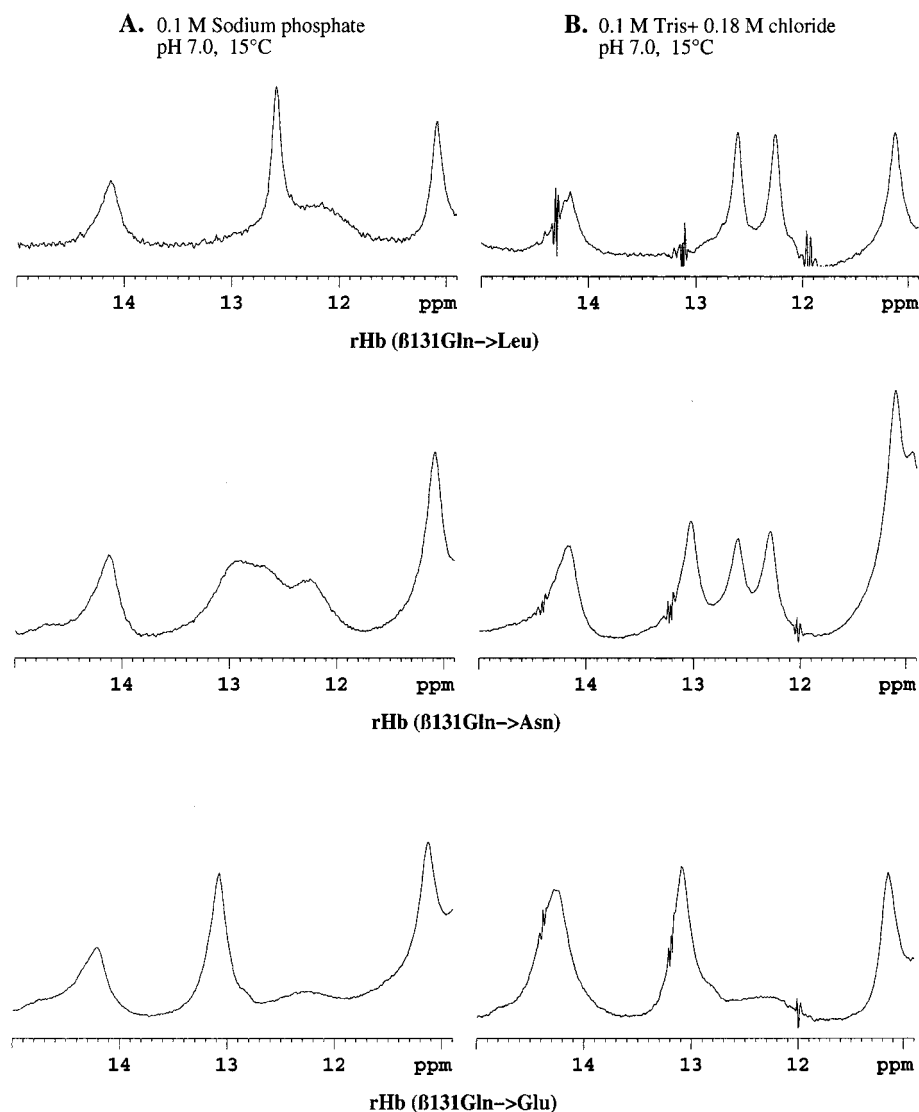 A. 0.1 M Sodium phosphate
pH 7.0, 15°C
B. 0.1 M Tris+ 0.18 M chloride
pH 7.0, 15°C
14 13 12 ppm
14 13 12 ppm
rHb (ß131Gln->Leu)
14 13 12 ppm
14 13 12 ppm
rHb (ß131Gln->Asn)
14 13 12 ppm
14 13 12 ppm
rHb (ß131Gln->Glu)